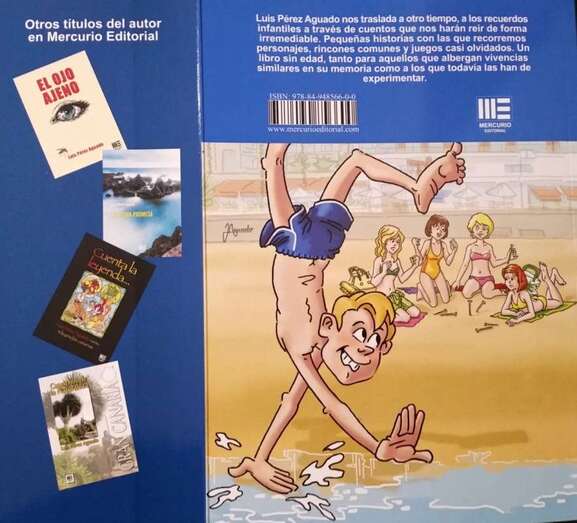 Otros títulos del autor
en Mercurio Editorial
EL OJO
AJENO
Luis Pérez Aguado
Cuenta la
leyenda...
GRAN CANARIA
Luis Pérez Aguado nos traslada a otro tiempo, a los recuerdos
infantiles a través de cuentos que nos harán reir de forma
irremediable. Pequeñas historias con las que recorremos
personajes, rincones comunes y juegos casi olvidados. Un
libro sin edad, tanto para aquellos que albergan vivencias
similares en su memoria como a los que todavía las han de
experimentar.
ISBN: 978-84-948566-0-0
www.mercurioeditorial.com
ME
MERCURIO
EDITORIAL